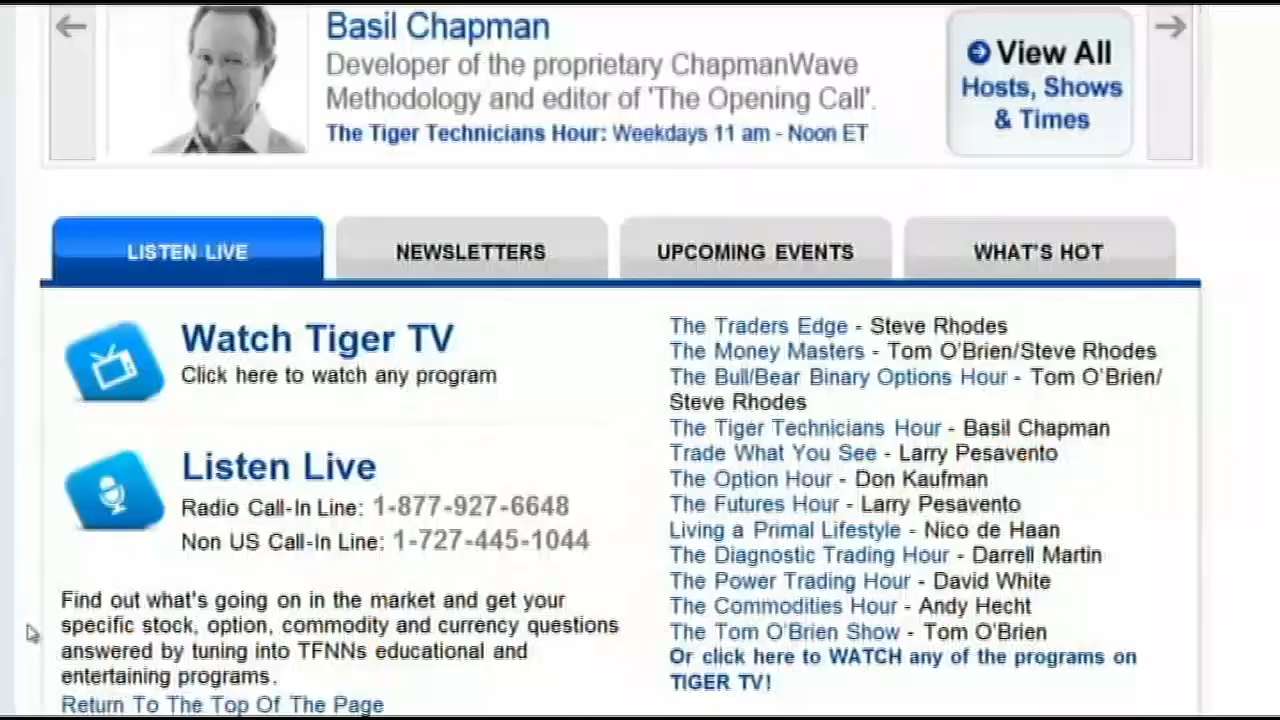 Basil Chapman
Developer of the proprietary ChapmanWave
Methodology and editor of 'The Opening Call'.
The Tiger Technicians Hour: Weekdays 11 am - Noon ET
View All
Hosts, Shows
& Times
LISTEN LIVE
NEWSLETTERS
UPCOMING EVENTS
WHAT'S HOT
Watch Tiger TV
Click here to watch any program
Listen Live
Radio Call-In Line: 1-877-927-6648
Non US Call-In Line: 1-727-445-1044
Find out what's going on in the market and get your
specific stock, option, commodity and currency questions
answered by tuning into TFNNs educational and
entertaining programs.
Return To The Top Of The Page
The Traders Edge - Steve Rhodes
The Money Masters - Tom O'Brien/Steve Rhodes
The Bull/Bear Binary Options Hour - Tom O'Brien/
Steve Rhodes
The Tiger Technicians Hour - Basil Chapman
Trade What You See - Larry Pesavento
The Option Hour - Don Kaufman
The Futures Hour - Larry Pesavento
Living a Primal Lifestyle - Nico de Haan
The Diagnostic Trading Hour - Darrell Martin
The Power Trading Hour - David White
The Commodities Hour - Andy Hecht
The Tom O'Brien Show - Tom O'Brien
Or click here to WATCH any of the programs on
TIGER TV!